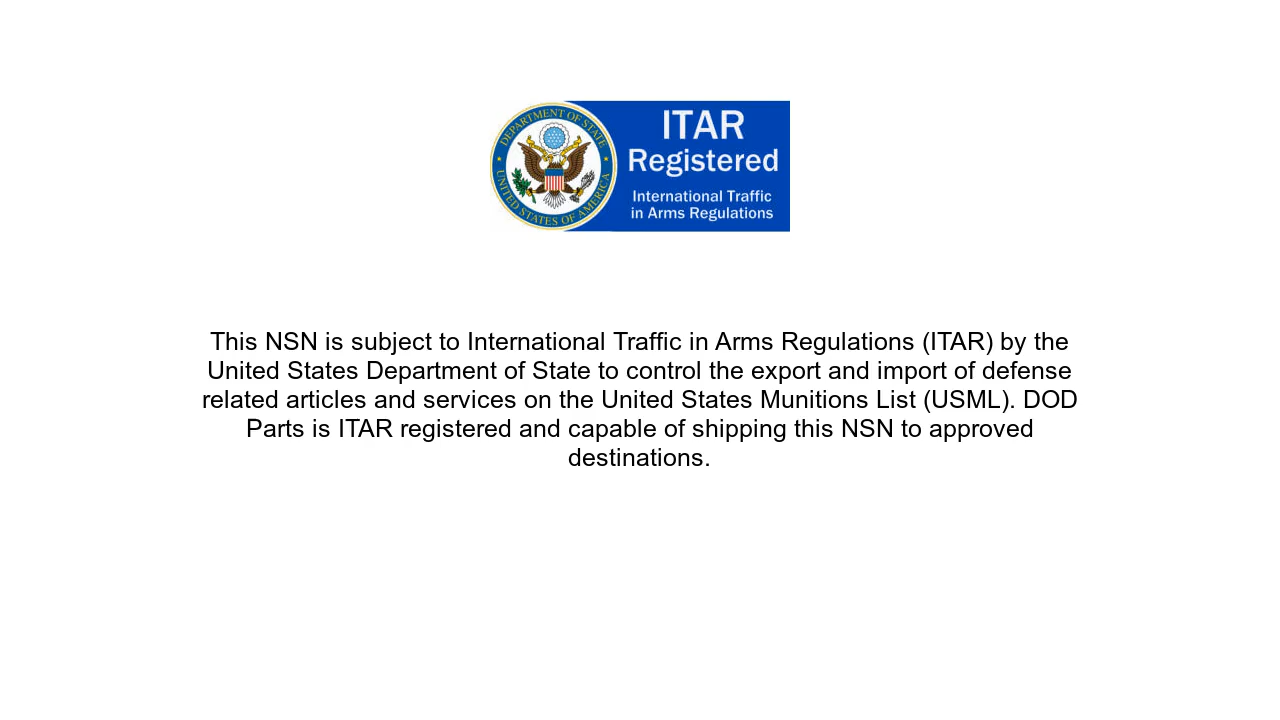 DEPARTMENT OF STATE
UNITED STATES OF AMERICA
ITAR
Registered
International Traffic
in Arms Regulations
This NSN is subject to International Traffic in Arms Regulations (ITAR) by the
United States Department of State to control the export and import of defense
related articles and services on the United States Munitions List (USML). DOD
Parts is ITAR registered and capable of shipping this NSN to approved
destinations.